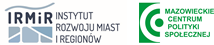 IRMiR
INSTYTUT
ROZWOJU MIAST
I REGIONÓW
MAZOWIECKIE
CENTRUM
POLITYKI
SPOŁECZNEJ